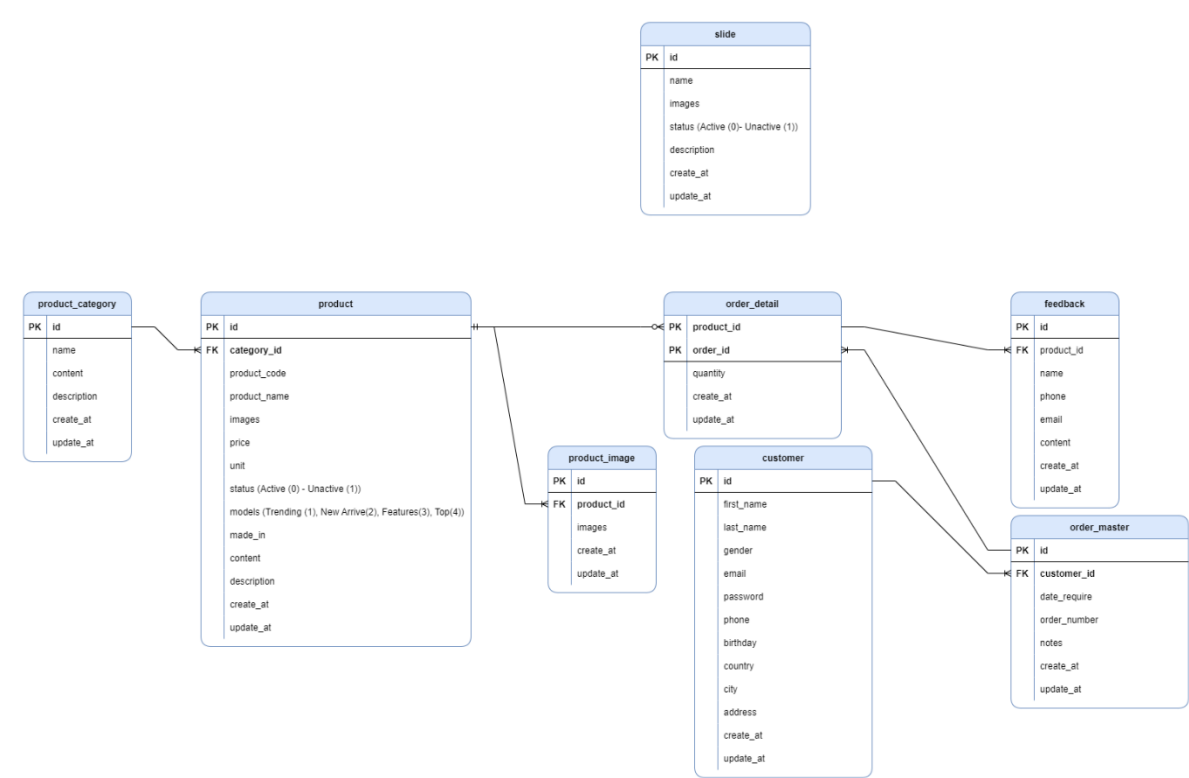 slide
PK id
name
images
status (Active (0)- Unactive (1))
description
create_at
update_at
product_category
PK id
name
content
description
create_at
update_at
product
PK id
FK category_id
product_code
product_name
images
price
unit
status (Active (0) - Unactive (1))
models (Trending (1), New Arrive(2), Features(3), Top(4))
made_in
content
description
create_at
update_at
order_detail
PK product_id
PK order_id
quantity
create_at
update_at
feedback
PK id
FK product_id
name
phone
email
content
create_at
update_at
product_image
PK id
FK product_id
images
create_at
update_at
customer
PK id
first_name
last_name
gender
email
password
phone
birthday
country
city
address
create_at
update_at
order_master
PK id
FK customer_id
date_require
order_number
notes
create_at
update_at